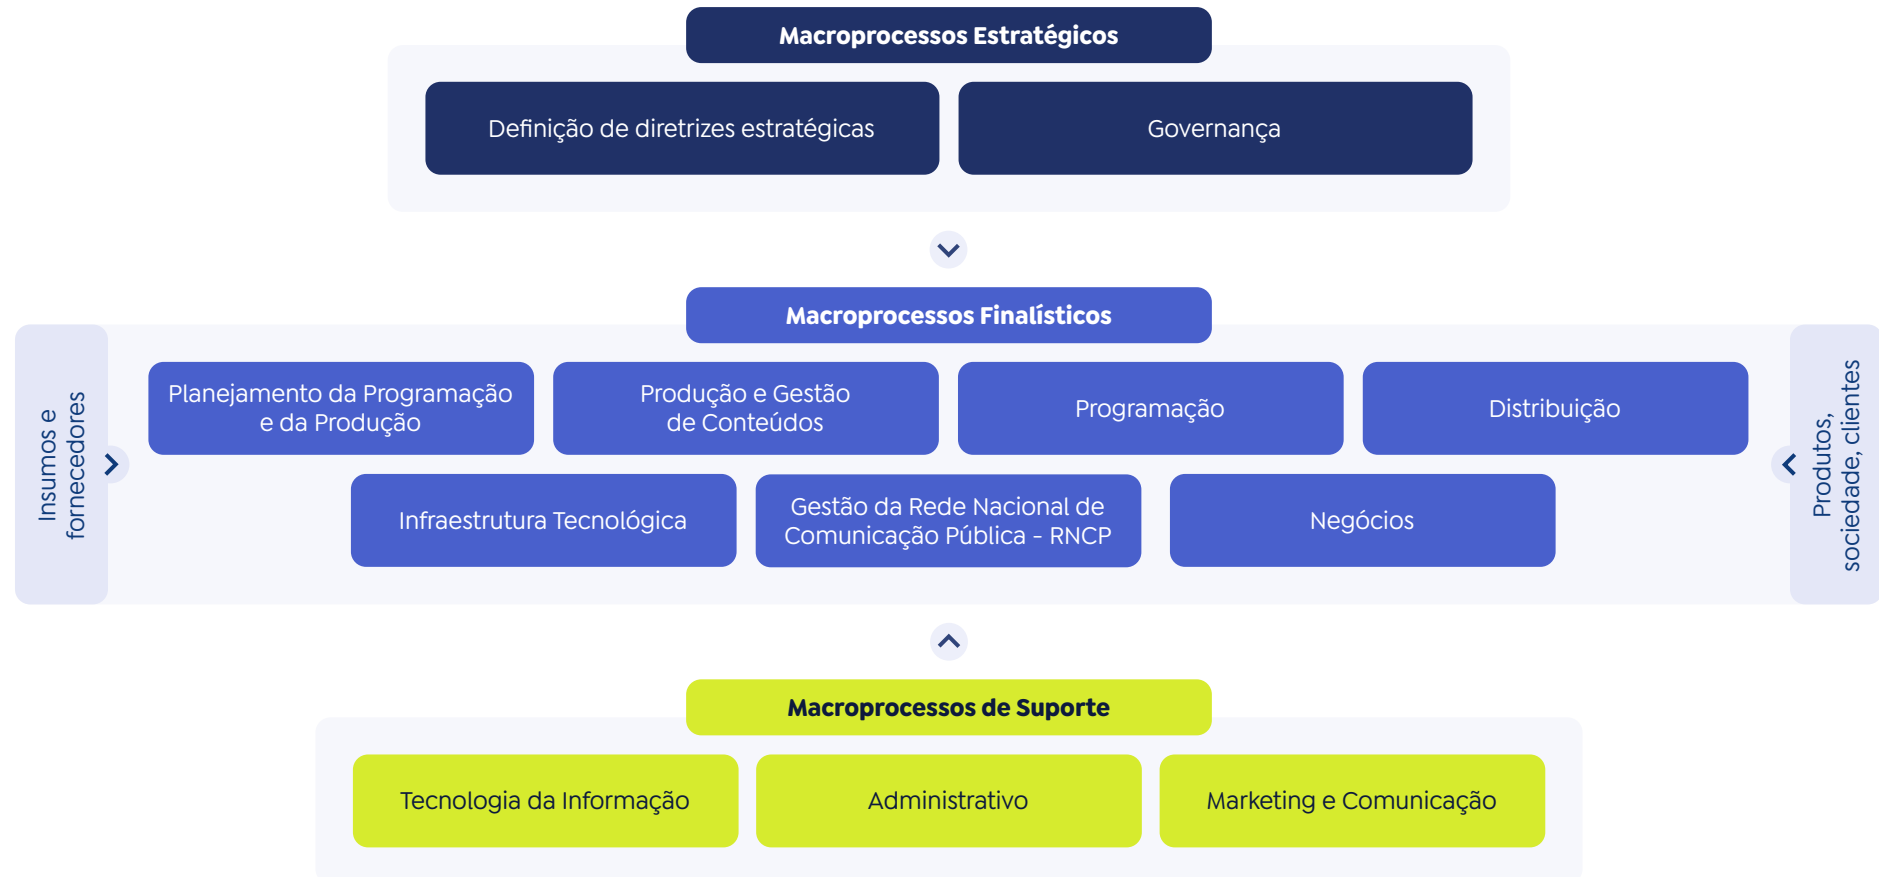 Macroprocessos Estratégicos
Definição de diretrizes estratégicas
Governança
Macroprocessos Finalísticos
Insumos e
fornecedores
Planejamento da Programação
e da Produção
Produção e Gestão
de Conteúdos
Programação
Distribuição
Infraestrutura Tecnológica
Gestão da Rede Nacional de
Comunicação Pública - RNCP
Negócios
Produtos,
sociedade, clientes
Macroprocessos de Suporte
Tecnologia da Informação
Administrativo
Marketing e Comunicação